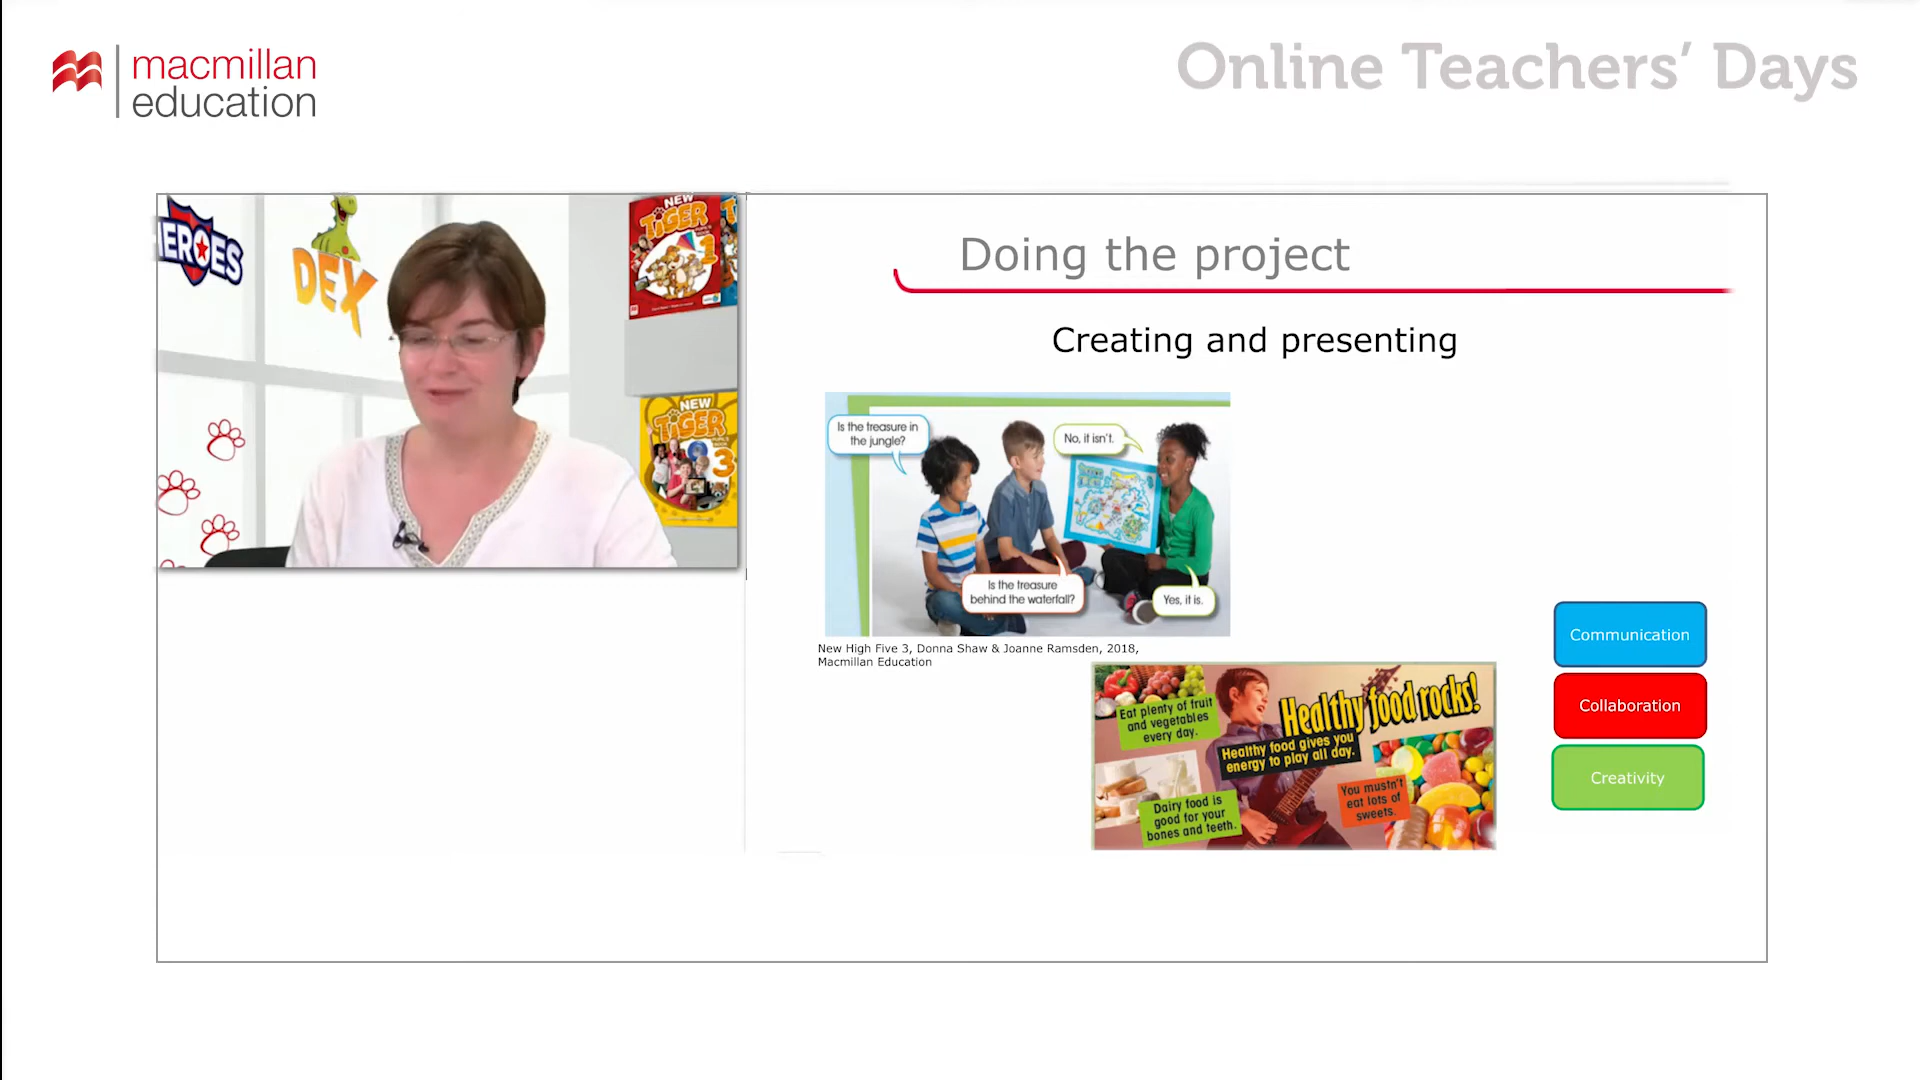 macmillan
education
Online Teachers’ Days
HEROES
DEX
NEW
TIGER
1
NEW
TIGER
3
Doing the project
Creating and presenting
Is the treasure in
the jungle?
No, it isn't.
Is the treasure
behind the waterfall?
Yes, it is.
New High Five 3, Donna Shaw & Joanne Ramsden, 2018,
Macmillan Education
Healthy food rocks!
Eat plenty of fruit
and vegetables
every day.
Healthy food gives you
energy to play all day.
You mustn't
eat lots of
sweets.
Dairy food is
good for your
bones and teeth.
Communication
Collaboration
Creativity